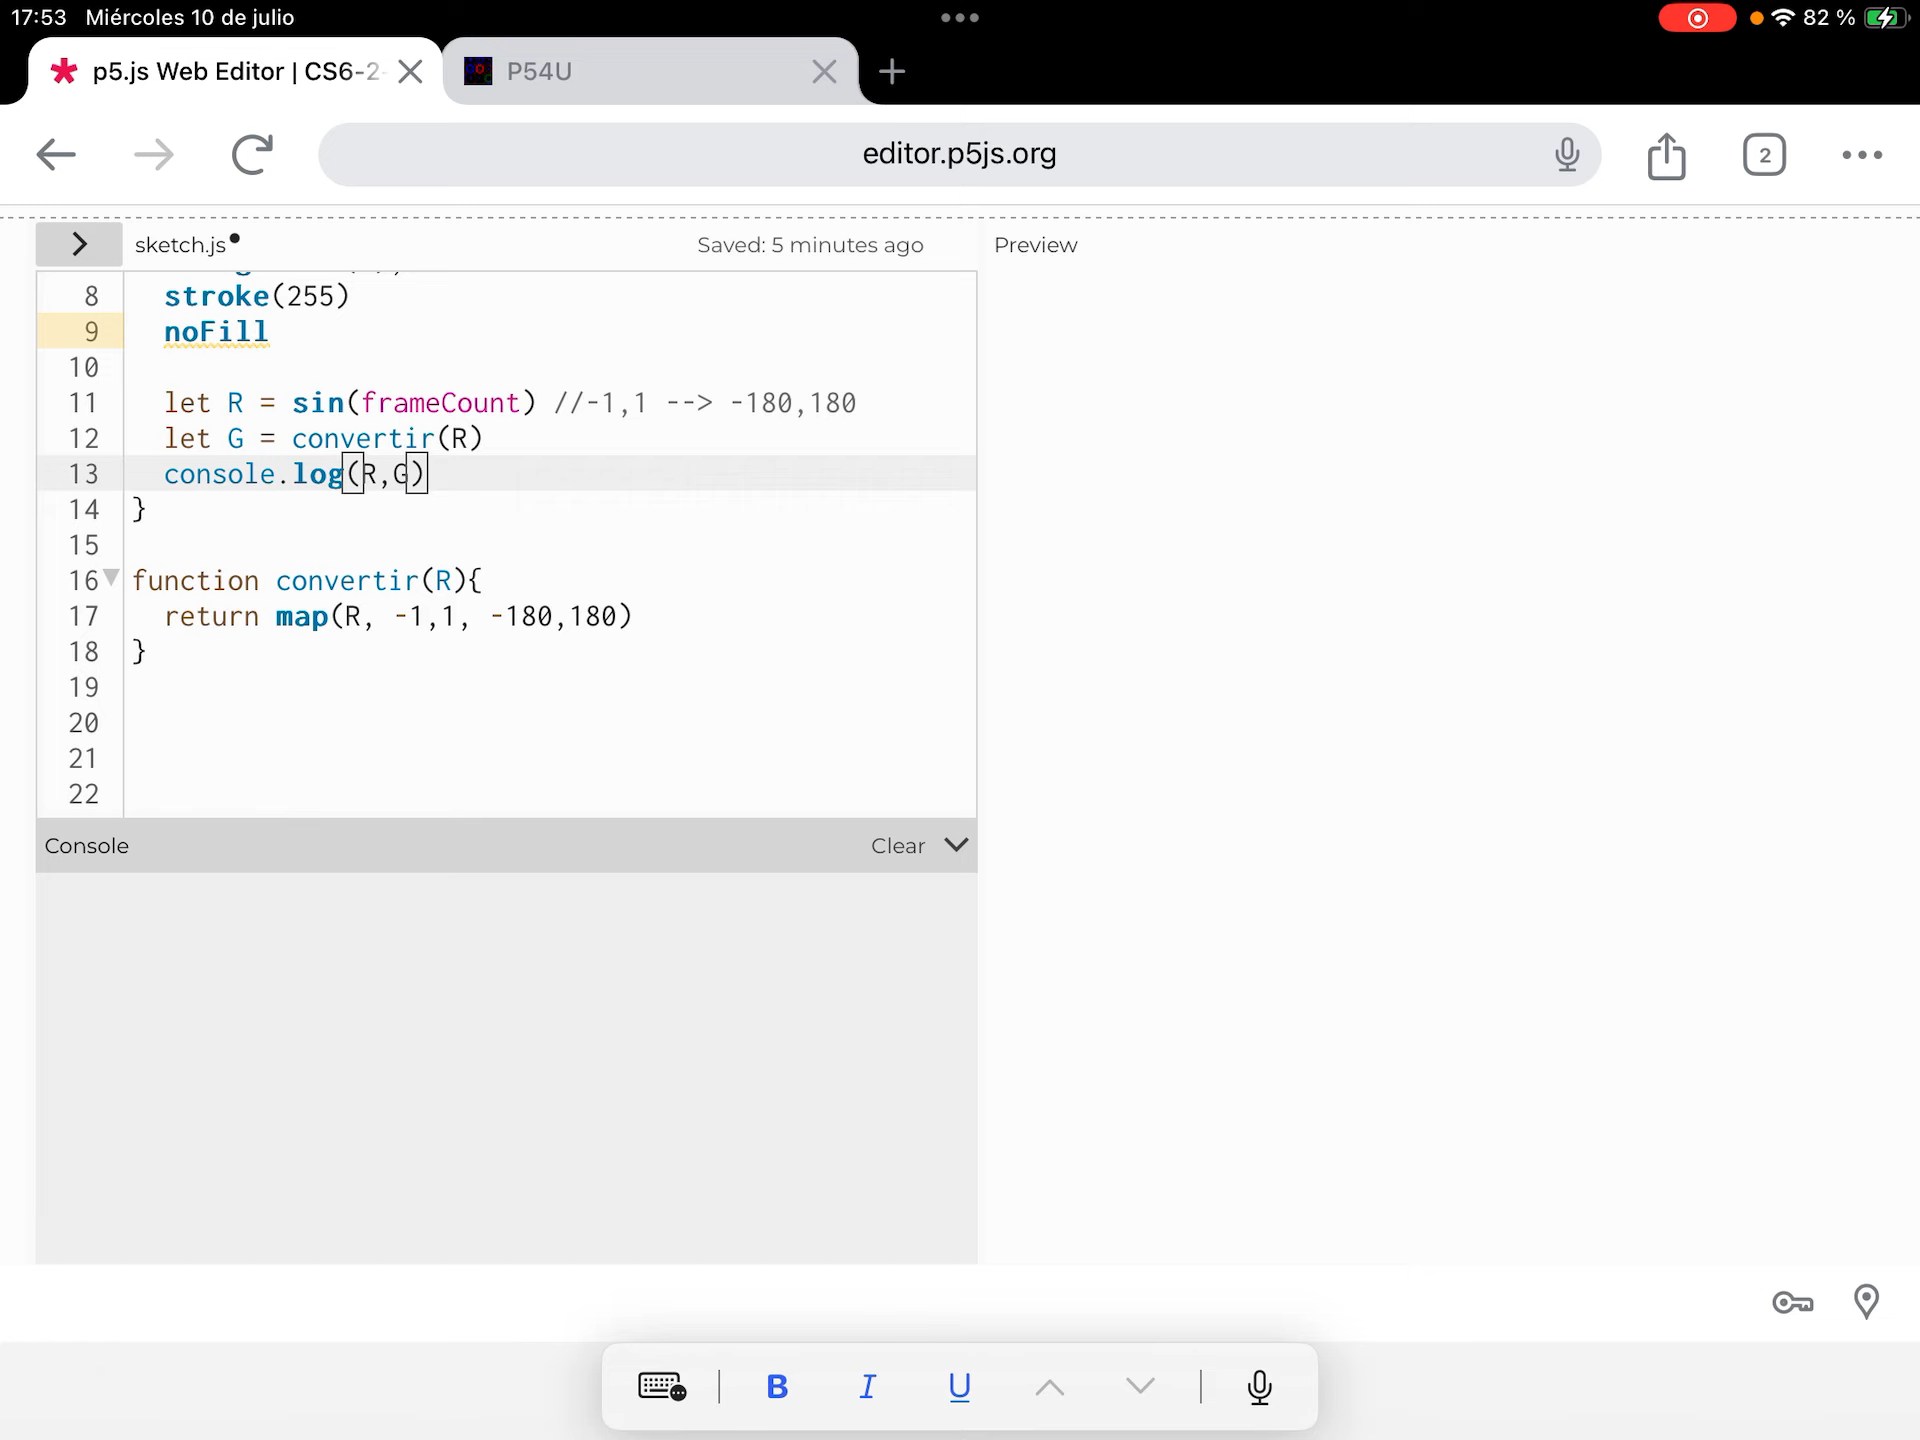 17:53 Miércoles 10 de julio
82 %
p5.js Web Editor | CS6-2
P54U
editor.p5js.org
2
sketch.js
Saved: 5 minutes ago
Preview
8 stroke(255)
9 noFill
10
11 let R = sin(frameCount) //-1,1 --> -180,180
12 let G = convertir(R)
13 console.log(R,G)
14 }
15
16 function convertir(R){
17 return map(R, -1,1, -180,180)
18 }
19
20
21
22
Console
Clear
B I U